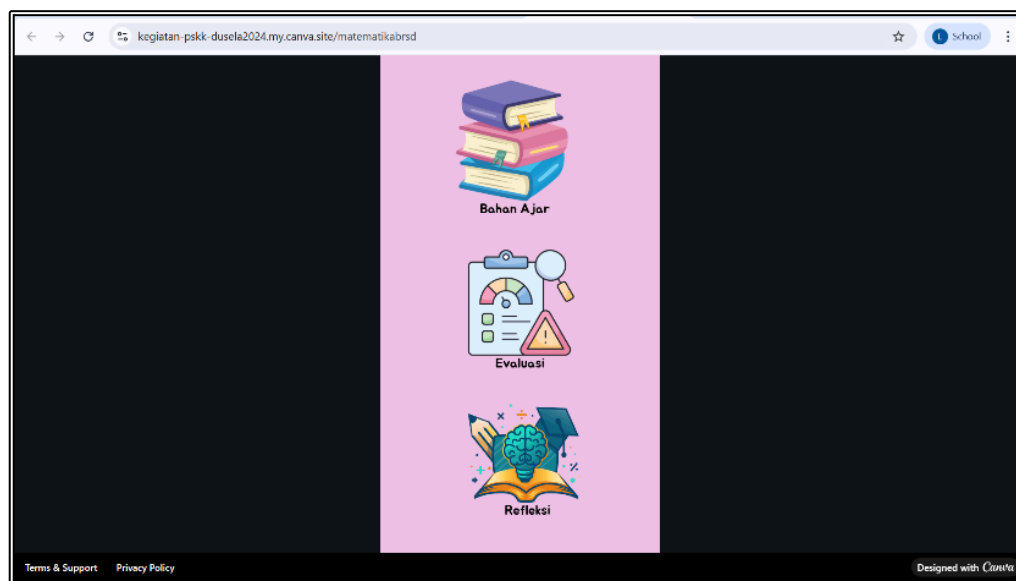 kegiatan-pskk-dusela2024.my.canva.site/matematikabrsd
L School
Bahan Ajar
Evaluasi
Refleksi
Terms & Support Privacy Policy Designed with Canva